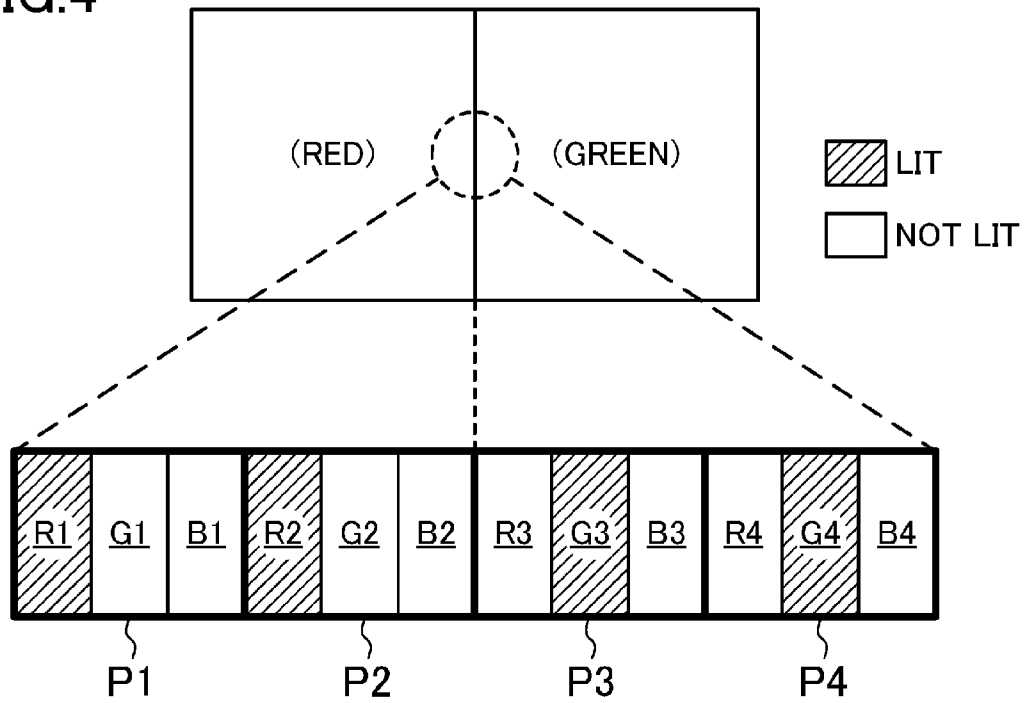 FIG.4
(RED) (GREEN)
LIT
NOT LIT
R1 G1 B1 R2 G2 B2 R3 G3 B3 R4 G4 B4
P1 P2 P3 P4